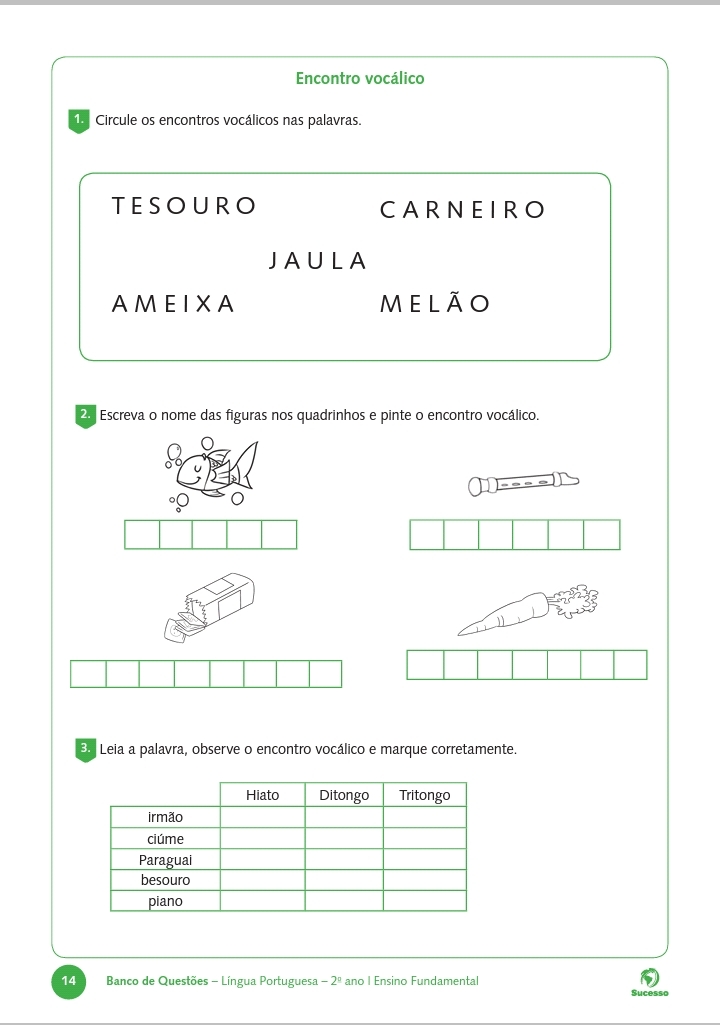 Encontro vocálico
1. Circule os encontros vocálicos nas palavras.
TESOURO CARNEIRO
JAULA
AMEIXA MELÃO
2. Escreva o nome das figuras nos quadrinhos e pinte o encontro vocálico.
3. Leia a palavra, observe o encontro vocálico e marque corretamente.
Hiato Ditongo Tritongo
irmão
ciúme
Paraguai
besouro
piano
14 Banco de Questões – Língua Portuguesa – 2º ano | Ensino Fundamental
Sucesso